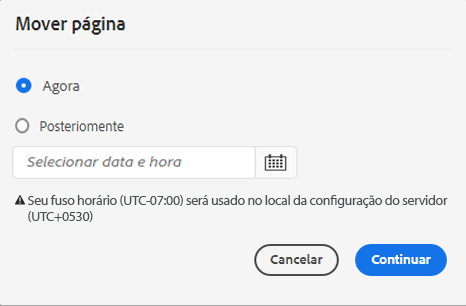 Mover página
Agora
Posteriomente
Selecionar data e hora
Seu fuso horário (UTC-07:00) será usado no local da configuração do servidor
(UTC+0530)
Cancelar
Continuar